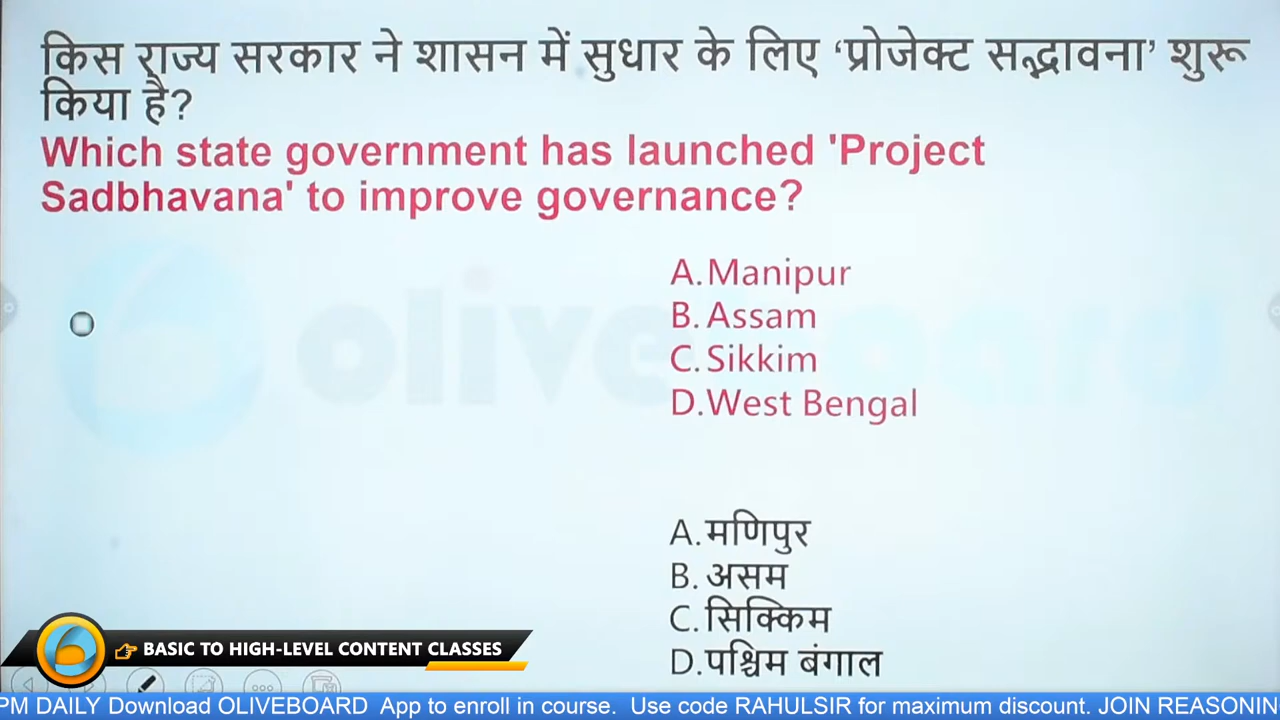 किस राज्य सरकार ने शासन में सुधार के लिए ‘प्रोजेक्ट सद्भावना’ शुरू
किया है?
Which state government has launched 'Project
Sadbhavana' to improve governance?
A. Manipur
B. Assam
C. Sikkim
D. West Bengal
oliveboard
A. मणिपुर
B. असम
C. सिक्किम
D. पश्चिम बंगाल
BASIC TO HIGH-LEVEL CONTENT CLASSES
PM DAILY Download OLIVEBOARD App to enroll in course. Use code RAHULSIR for maximum discount. JOIN REASONIN